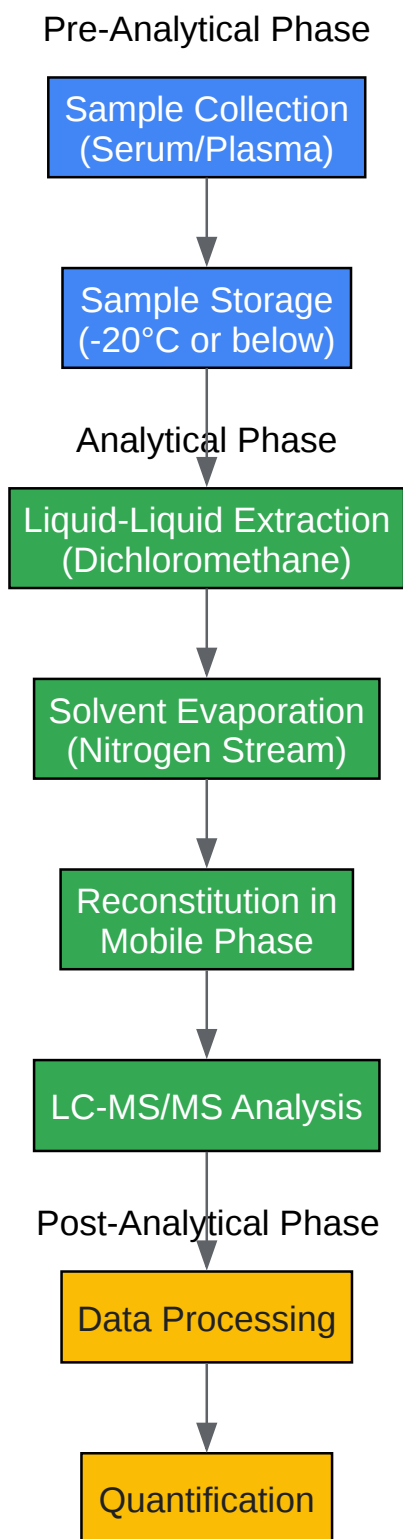 Pre-Analytical Phase
Sample Collection
(Serum/Plasma)
Sample Storage
(-20°C or below)
Analytical Phase
Liquid-Liquid Extraction
(Dichloromethane)
Solvent Evaporation
(Nitrogen Stream)
Reconstitution in
Mobile Phase
LC-MS/MS Analysis
Post-Analytical Phase
Data Processing
Quantification